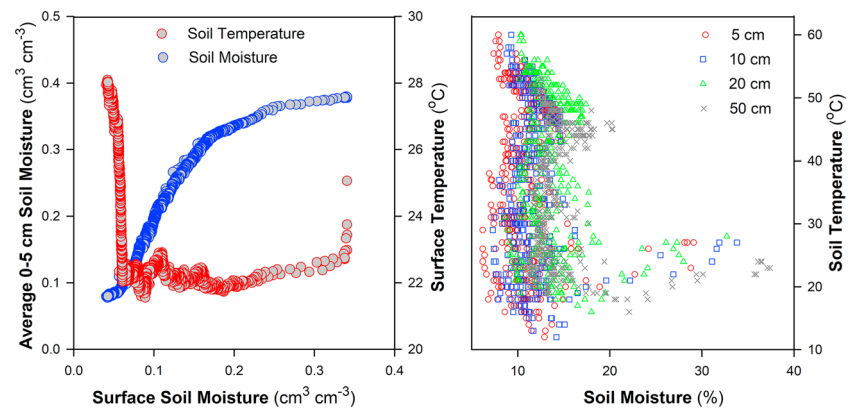 0.5
0.4
0.3
0.2
0.1
0.0
Average 0-5 cm Soil Moisture (cm³ cm⁻³)
Soil Temperature
Soil Moisture
30
28
26
24
22
20
Surface Temperature (°C)
0.0 0.1 0.2 0.3 0.4
Surface Soil Moisture (cm³ cm⁻³)
5 cm
10 cm
20 cm
50 cm
60
50
40
30
20
10
Soil Temperature (°C)
10 20 30 40
Soil Moisture (%)